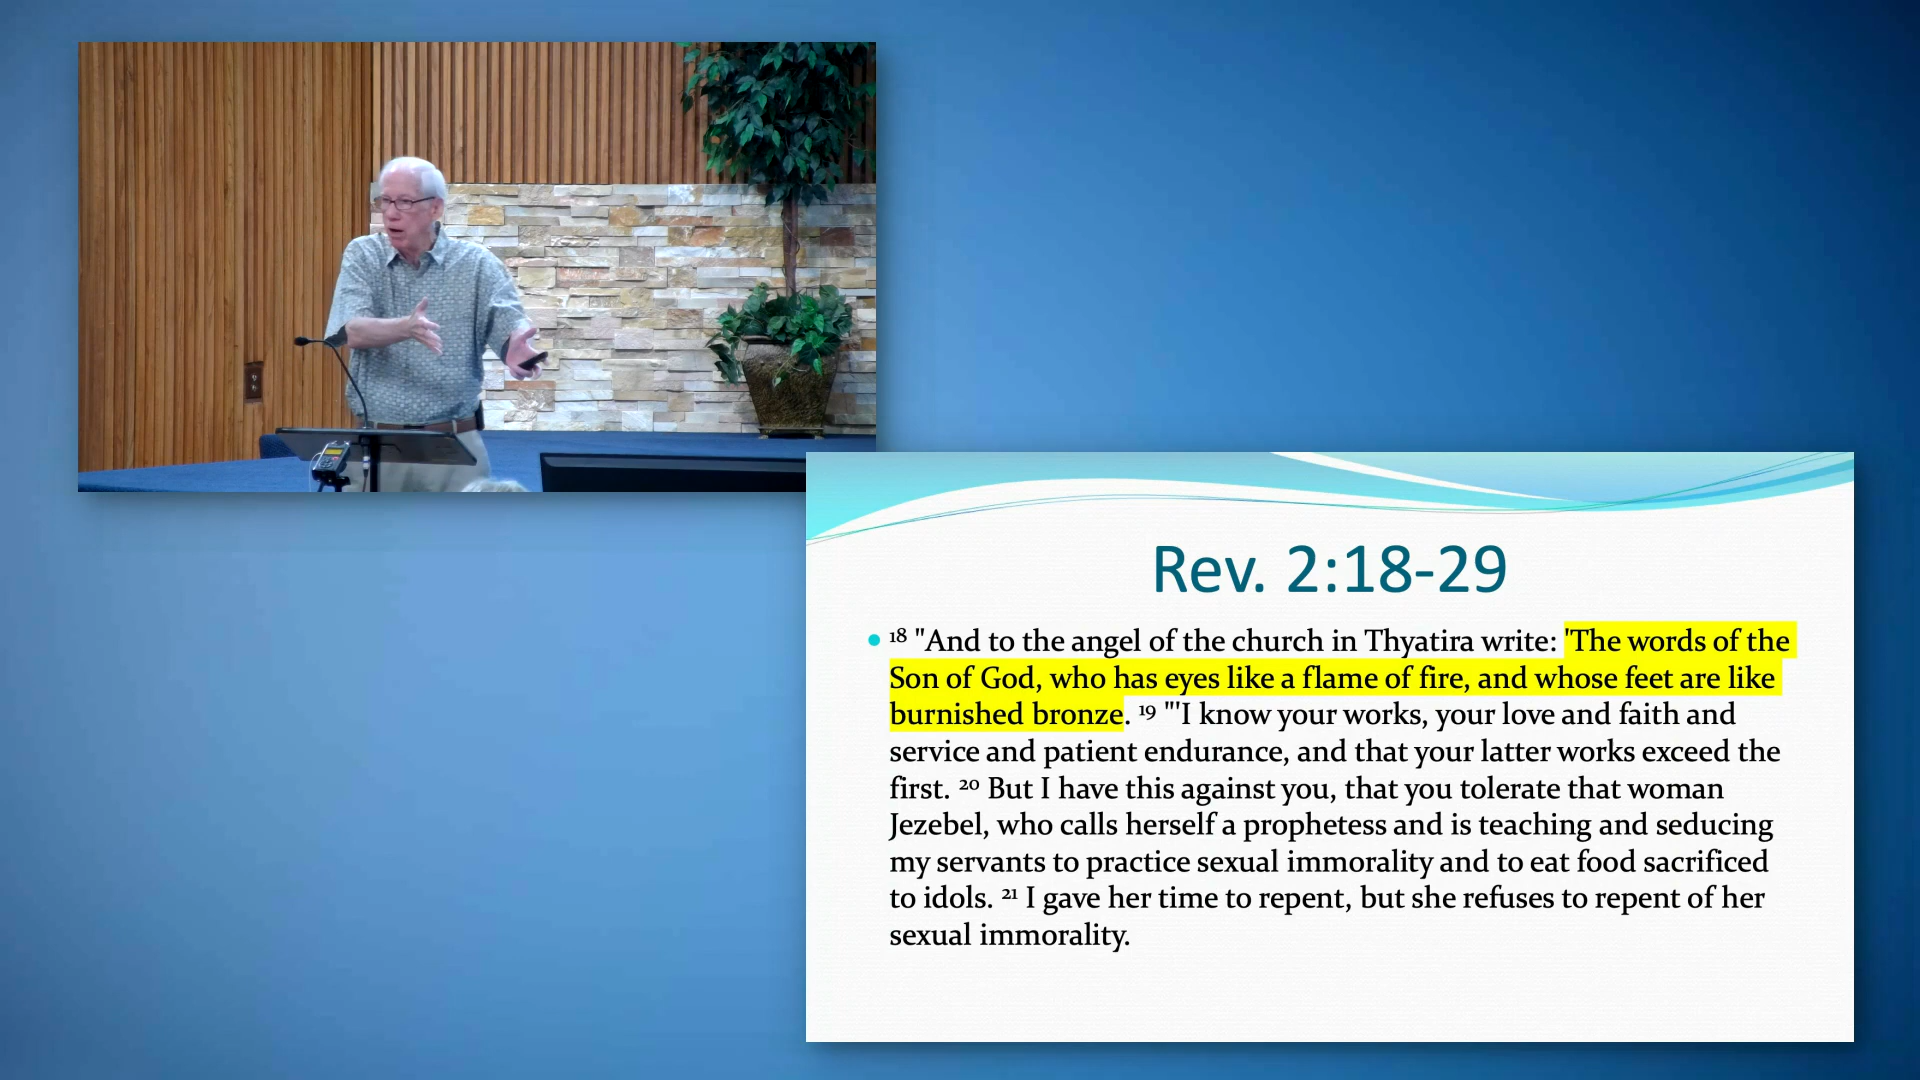 Rev. 2:18-29
• ¹⁸ "And to the angel of the church in Thyatira write: 'The words of the
Son of God, who has eyes like a flame of fire, and whose feet are like
burnished bronze. ¹⁹ "'I know your works, your love and faith and
service and patient endurance, and that your latter works exceed the
first. ²⁰ But I have this against you, that you tolerate that woman
Jezebel, who calls herself a prophetess and is teaching and seducing
my servants to practice sexual immorality and to eat food sacrificed
to idols. ²¹ I gave her time to repent, but she refuses to repent of her
sexual immorality.